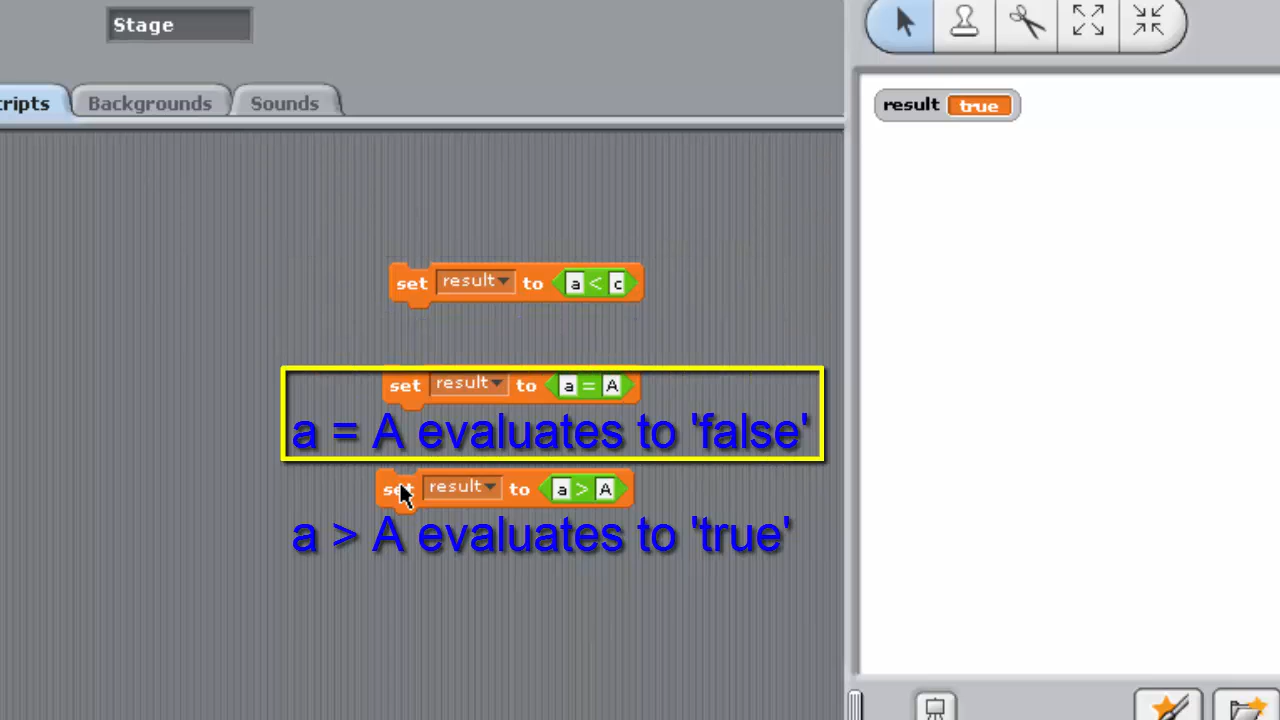 Stage
cripts Backgrounds Sounds
result true
set result to a < c
set result to a = A
a = A evaluates to 'false'
set result to a > A
a > A evaluates to 'true'